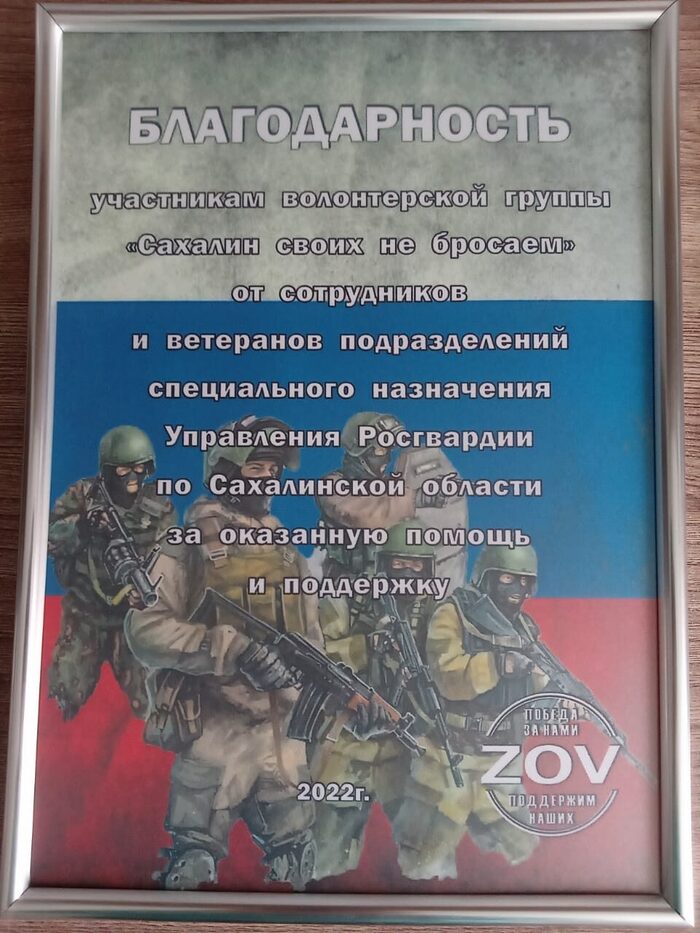 БЛАГОДАРНОСТЬ
участникам волонтерской группы
«Сахалин своих не бросаем»
от сотрудников
и ветеранов подразделений
специального назначения
Управления Росгвардии
по Сахалинской области
за оказанную помощь
и поддержку
ПОБЕДА
ЗА НАМИ
ZOV
ПОДДЕРЖИМ
НАШИХ
2022г.